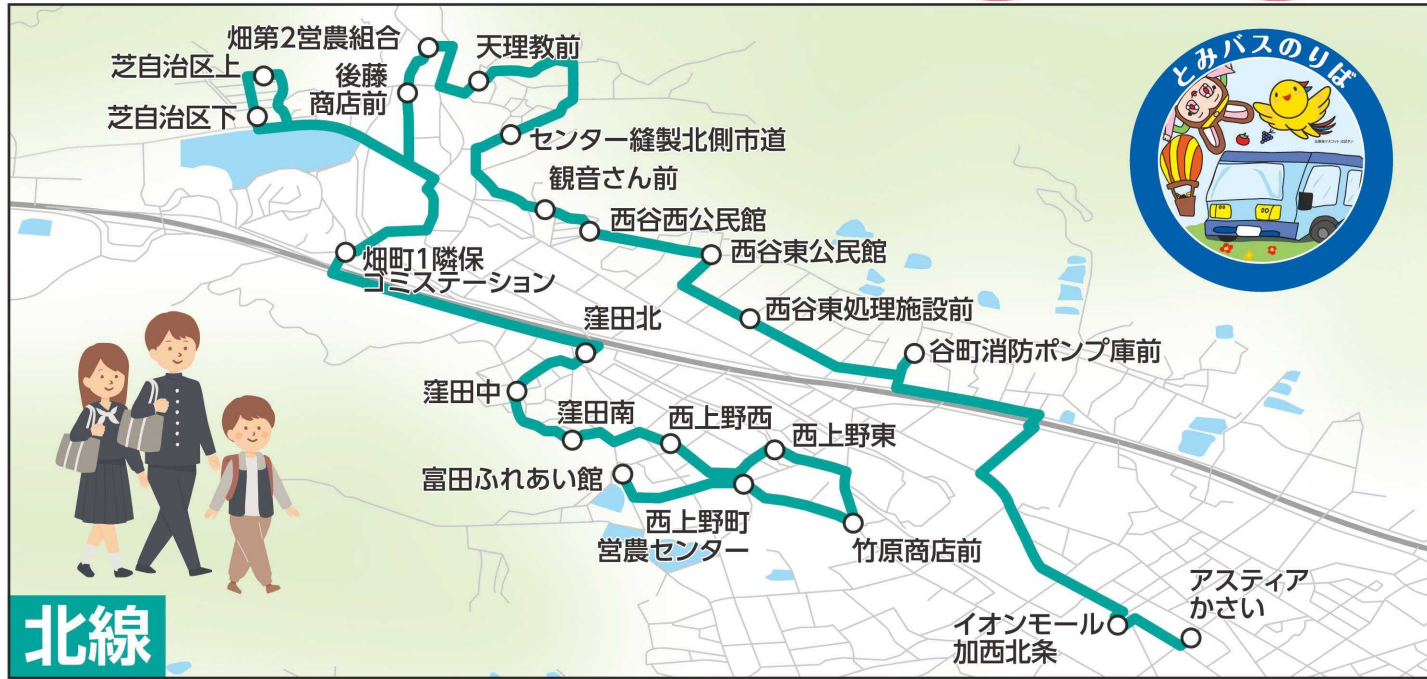 畑第2営農組合
天理教前
芝自治区上
後藤
商店前
芝自治区下
センター縫製北側市道
観音さん前
西谷西公民館
西谷東公民館
畑町1隣保
ゴミステーション
西谷東処理施設前
窪田北
谷町消防ポンプ庫前
窪田中
窪田南
西上野西
西上野東
富田ふれあい館
西上野町
営農センター
竹原商店前
アスティア
かさい
イオンモール
加西北条
北線
とみバスのりば